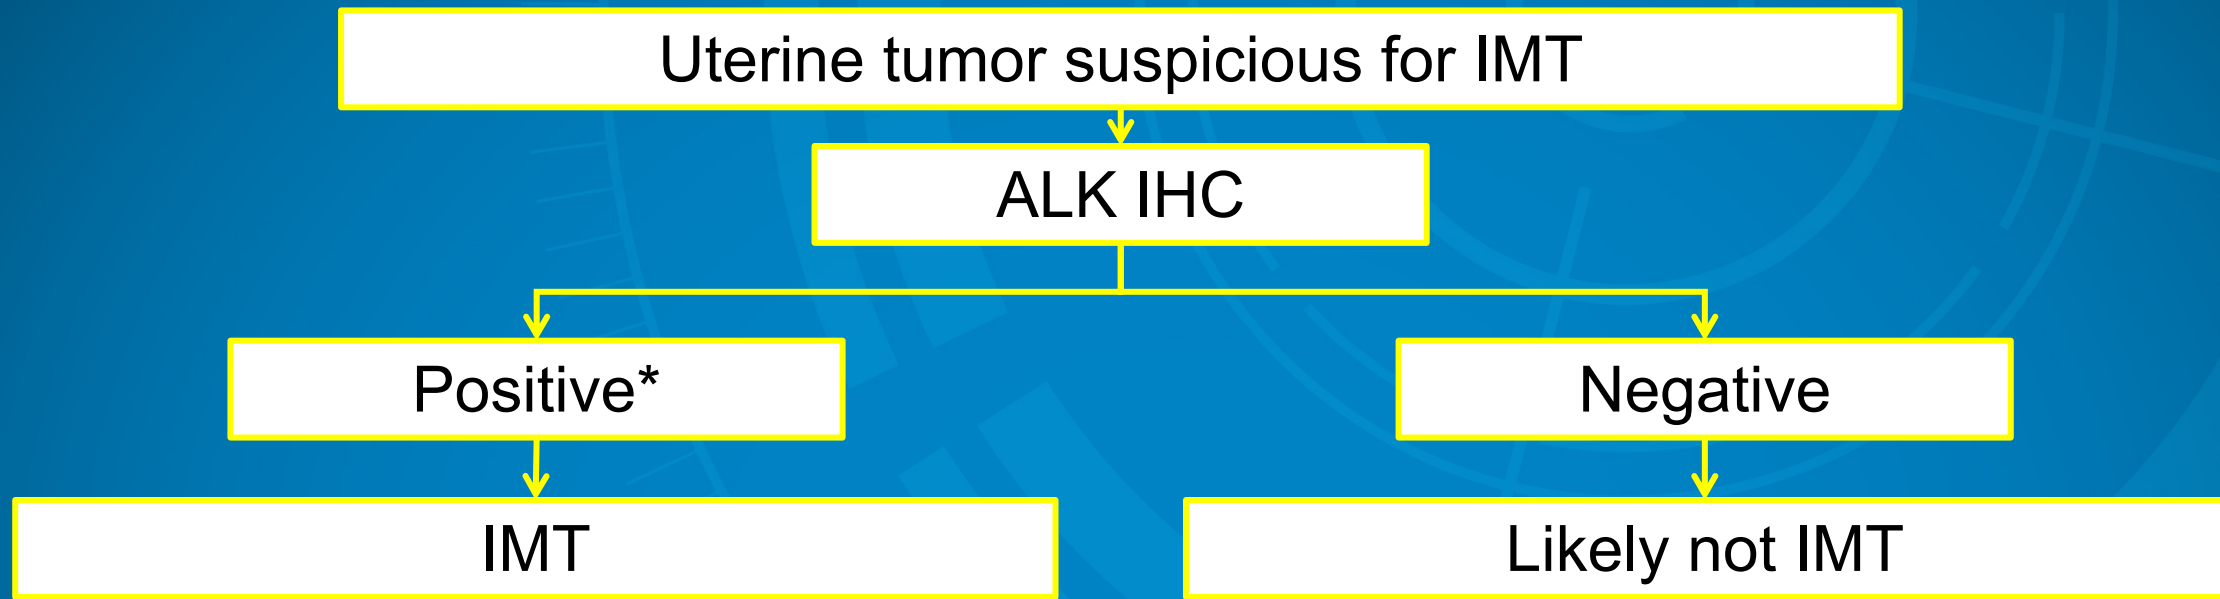 Uterine tumor suspicious for IMT
ALK IHC
Positive*
Negative
IMT
Likely not IMT